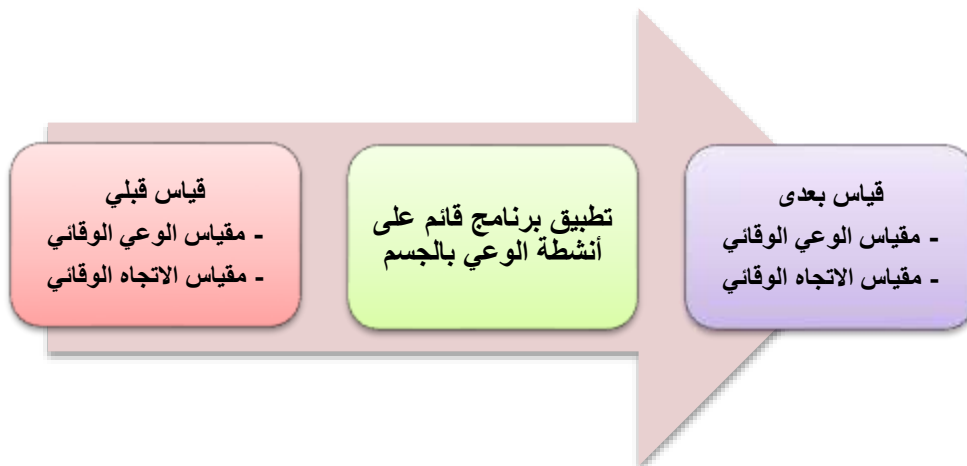 قياس قبلي
- مقياس الوعي الوقائي
- مقياس الاتجاه الوقائي
تطبيق برنامج قائم على
أنشطة الوعي بالجسم
قياس بعدى
- مقياس الوعي الوقائي
- مقياس الاتجاه الوقائي